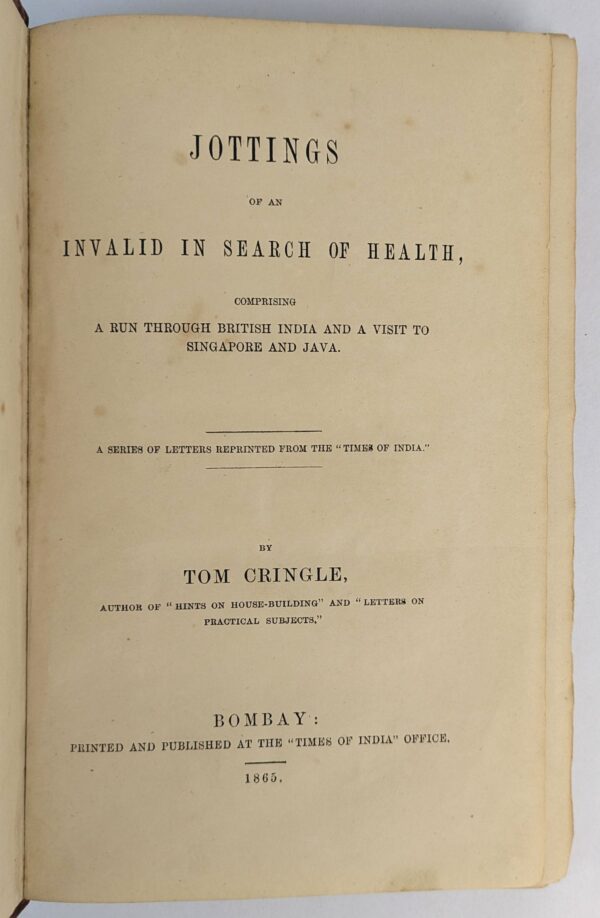 JOTTINGS
OF AN
INVALID IN SEARCH OF HEALTH,
COMPRISING
A RUN THROUGH BRITISH INDIA AND A VISIT TO
SINGAPORE AND JAVA.
A SERIES OF LETTERS REPRINTED FROM THE "TIMES OF INDIA."
BY
TOM CRINGLE,
AUTHOR OF "HINTS ON HOUSE-BUILDING" AND "LETTERS ON
PRACTICAL SUBJECTS."
BOMBAY:
PRINTED AND PUBLISHED AT THE "TIMES OF INDIA" OFFICE.
1865.